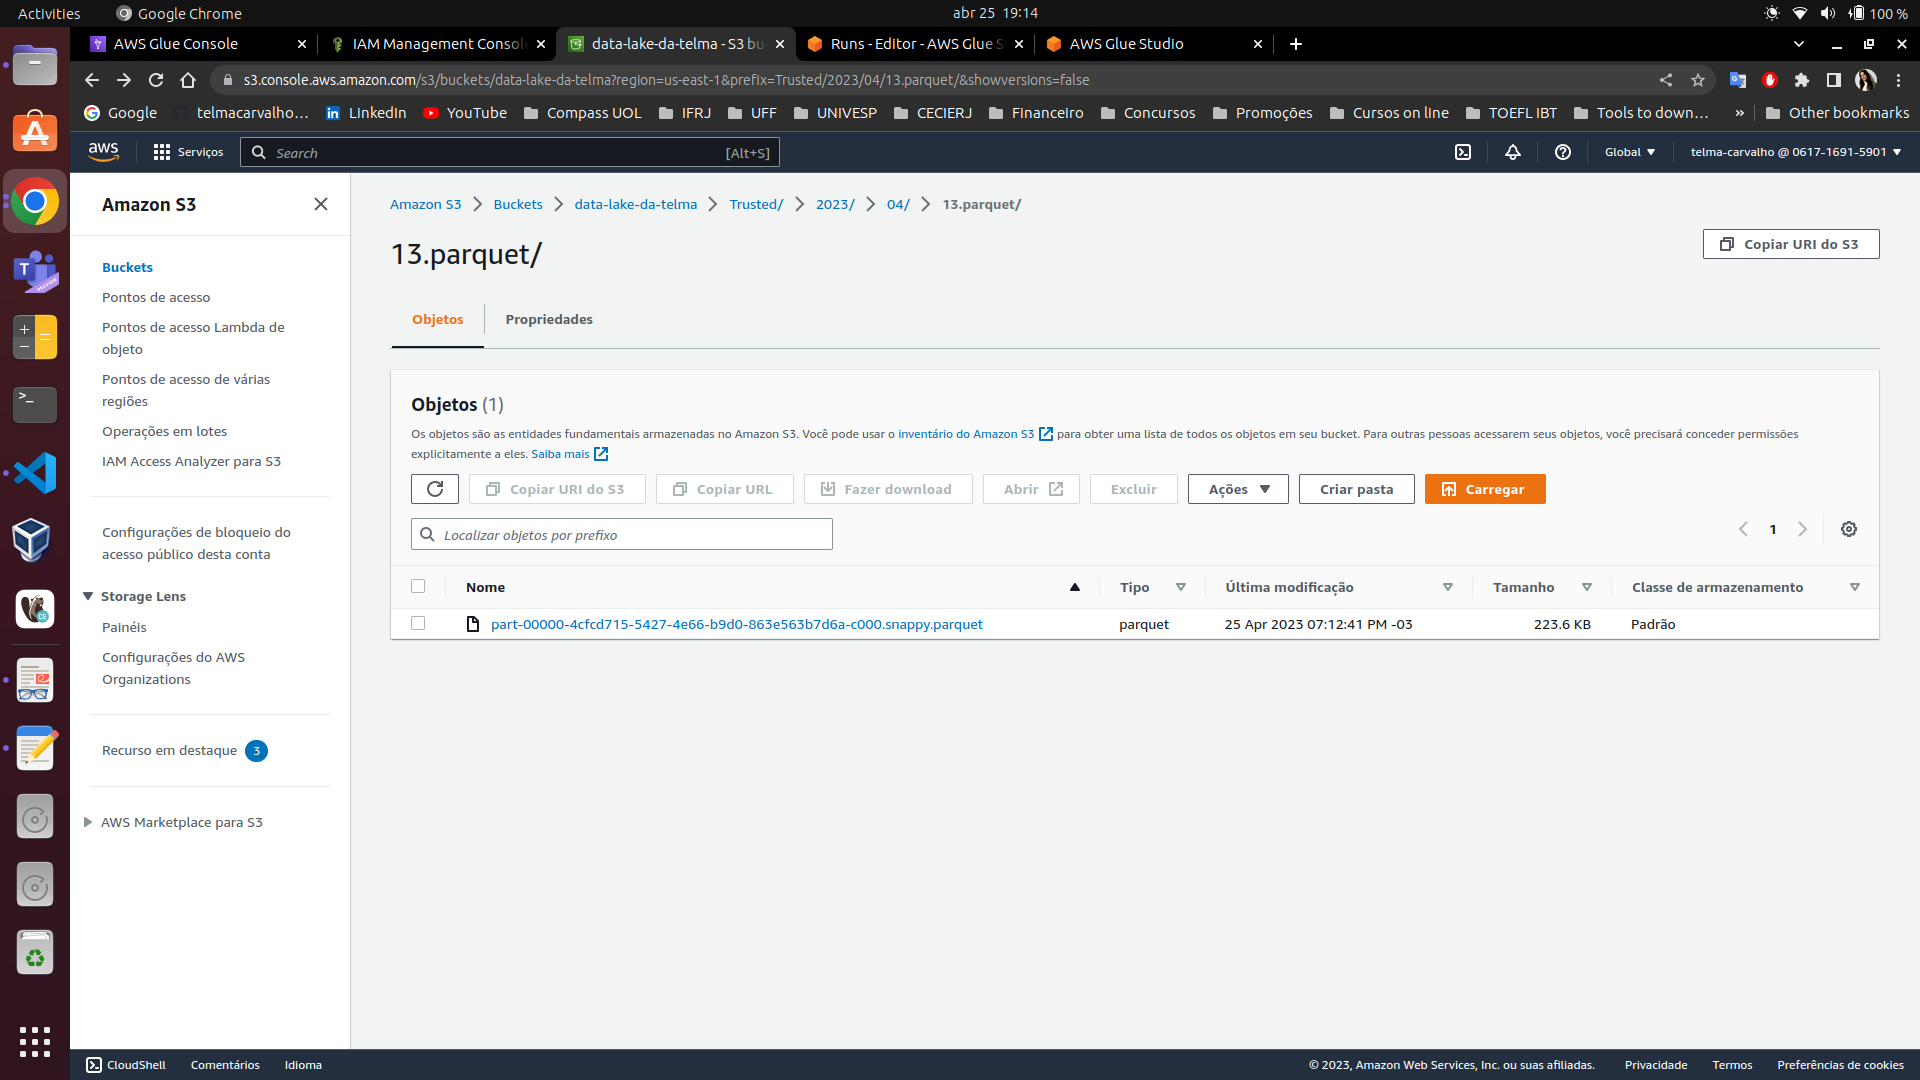 Activities
Google Chrome
abr 25 19:14
100 %
AWS Glue Console
IAM Management Conso
data-lake-da-telma - S3 bu
Runs - Editor - AWS Glue S
AWS Glue Studio
s3.console.aws.amazon.com/s3/buckets/data-lake-da-telma?region=us-east-1&prefix=Trusted/2023/04/13.parquet/&showversions=false
Google
telmacarvalho...
LinkedIn
YouTube
Compass UOL
IFRJ
UFF
UNIVESP
CECIERJ
Financeiro
Concursos
Promoções
Cursos on line
TOEFL IBT
Tools to down...
»
Other bookmarks
aws
Serviços
Search
[Alt+S]
Global
telma-carvalho @ 0617-1691-5901
Amazon S3
Buckets
Pontos de acesso
Pontos de acesso Lambda de
objeto
Pontos de acesso de várias
regiões
Operações em lotes
IAM Access Analyzer para S3
Configurações de bloqueio do
acesso público desta conta
Storage Lens
Painéis
Configurações do AWS
Organizations
Recurso em destaque 3
AWS Marketplace para S3
Amazon S3
Buckets
data-lake-da-telma
Trusted/
2023/
04/
13.parquet/
13.parquet/
Copiar URI do S3
Objetos
Propriedades
Objetos (1)
Os objetos são as entidades fundamentais armazenadas no Amazon S3. Você pode usar o inventário do Amazon S3 para obter uma lista de todos os objetos em seu bucket. Para outras pessoas acessarem seus objetos, você precisará conceder permissões
explicitamente a eles. Saiba mais
Copiar URI do S3
Copiar URL
Fazer download
Abrir
Excluir
Ações
Criar pasta
Carregar
Localizar objetos por prefixo
1
Nome
Tipo
Última modificação
Tamanho
Classe de armazenamento
part-00000-4cfcd715-5427-4e66-b9d0-863e563b7d6a-c000.snappy.parquet
parquet
25 Apr 2023 07:12:41 PM -03
223.6 KB
Padrão
CloudShell
Comentários
Idioma
© 2023, Amazon Web Services, Inc. ou suas afiliadas.
Privacidade
Termos
Preferências de cookies